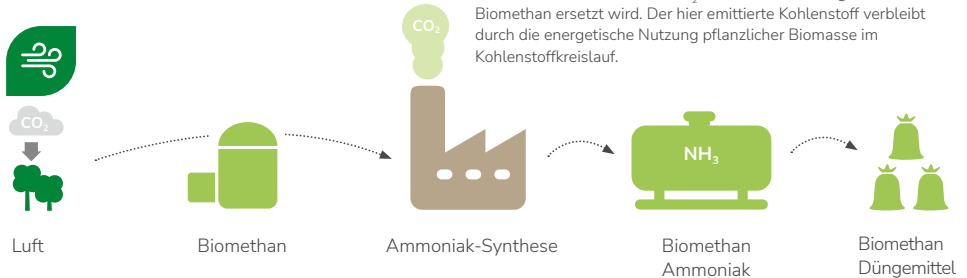 Biomethan ersetzt wird. Der hier emittierte Kohlenstoff verbleibt
durch die energetische Nutzung pflanzlicher Biomasse im
Kohlenstoffkreislauf.
CO₂
CO₂
NH₃
Luft
Biomethan
Ammoniak-Synthese
Biomethan
Ammoniak
Biomethan
Düngemittel